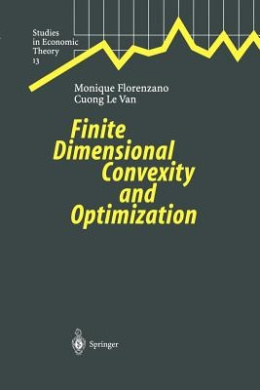 Studies
in Economic
Theory
13
Monique Florenzano
Cuong Le Van
Finite
Dimensional
Convexity
and
Optimization
Springer